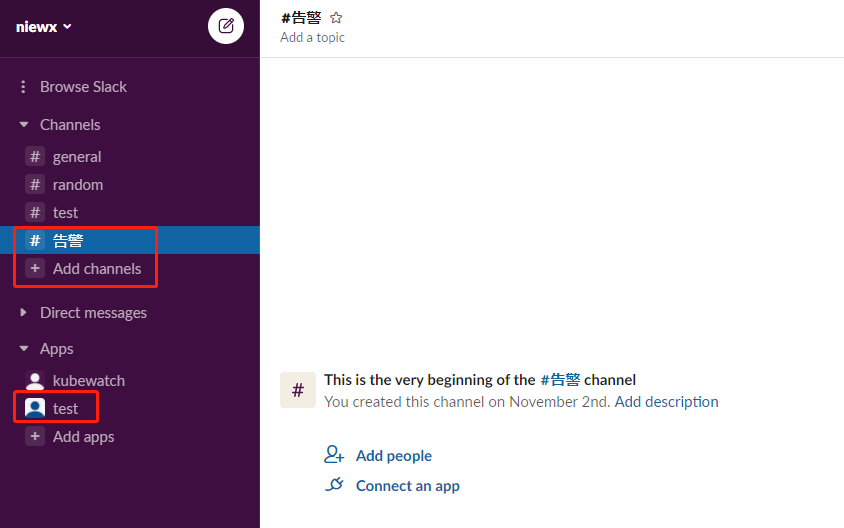 niewx
Browse Slack
Channels
# general
# random
# test
# 告警
+ Add channels
Direct messages
Apps
kubewatch
test
+ Add apps
#告警
Add a topic
#
This is the very beginning of the #告警 channel
You created this channel on November 2nd. Add description
Add people
Connect an app